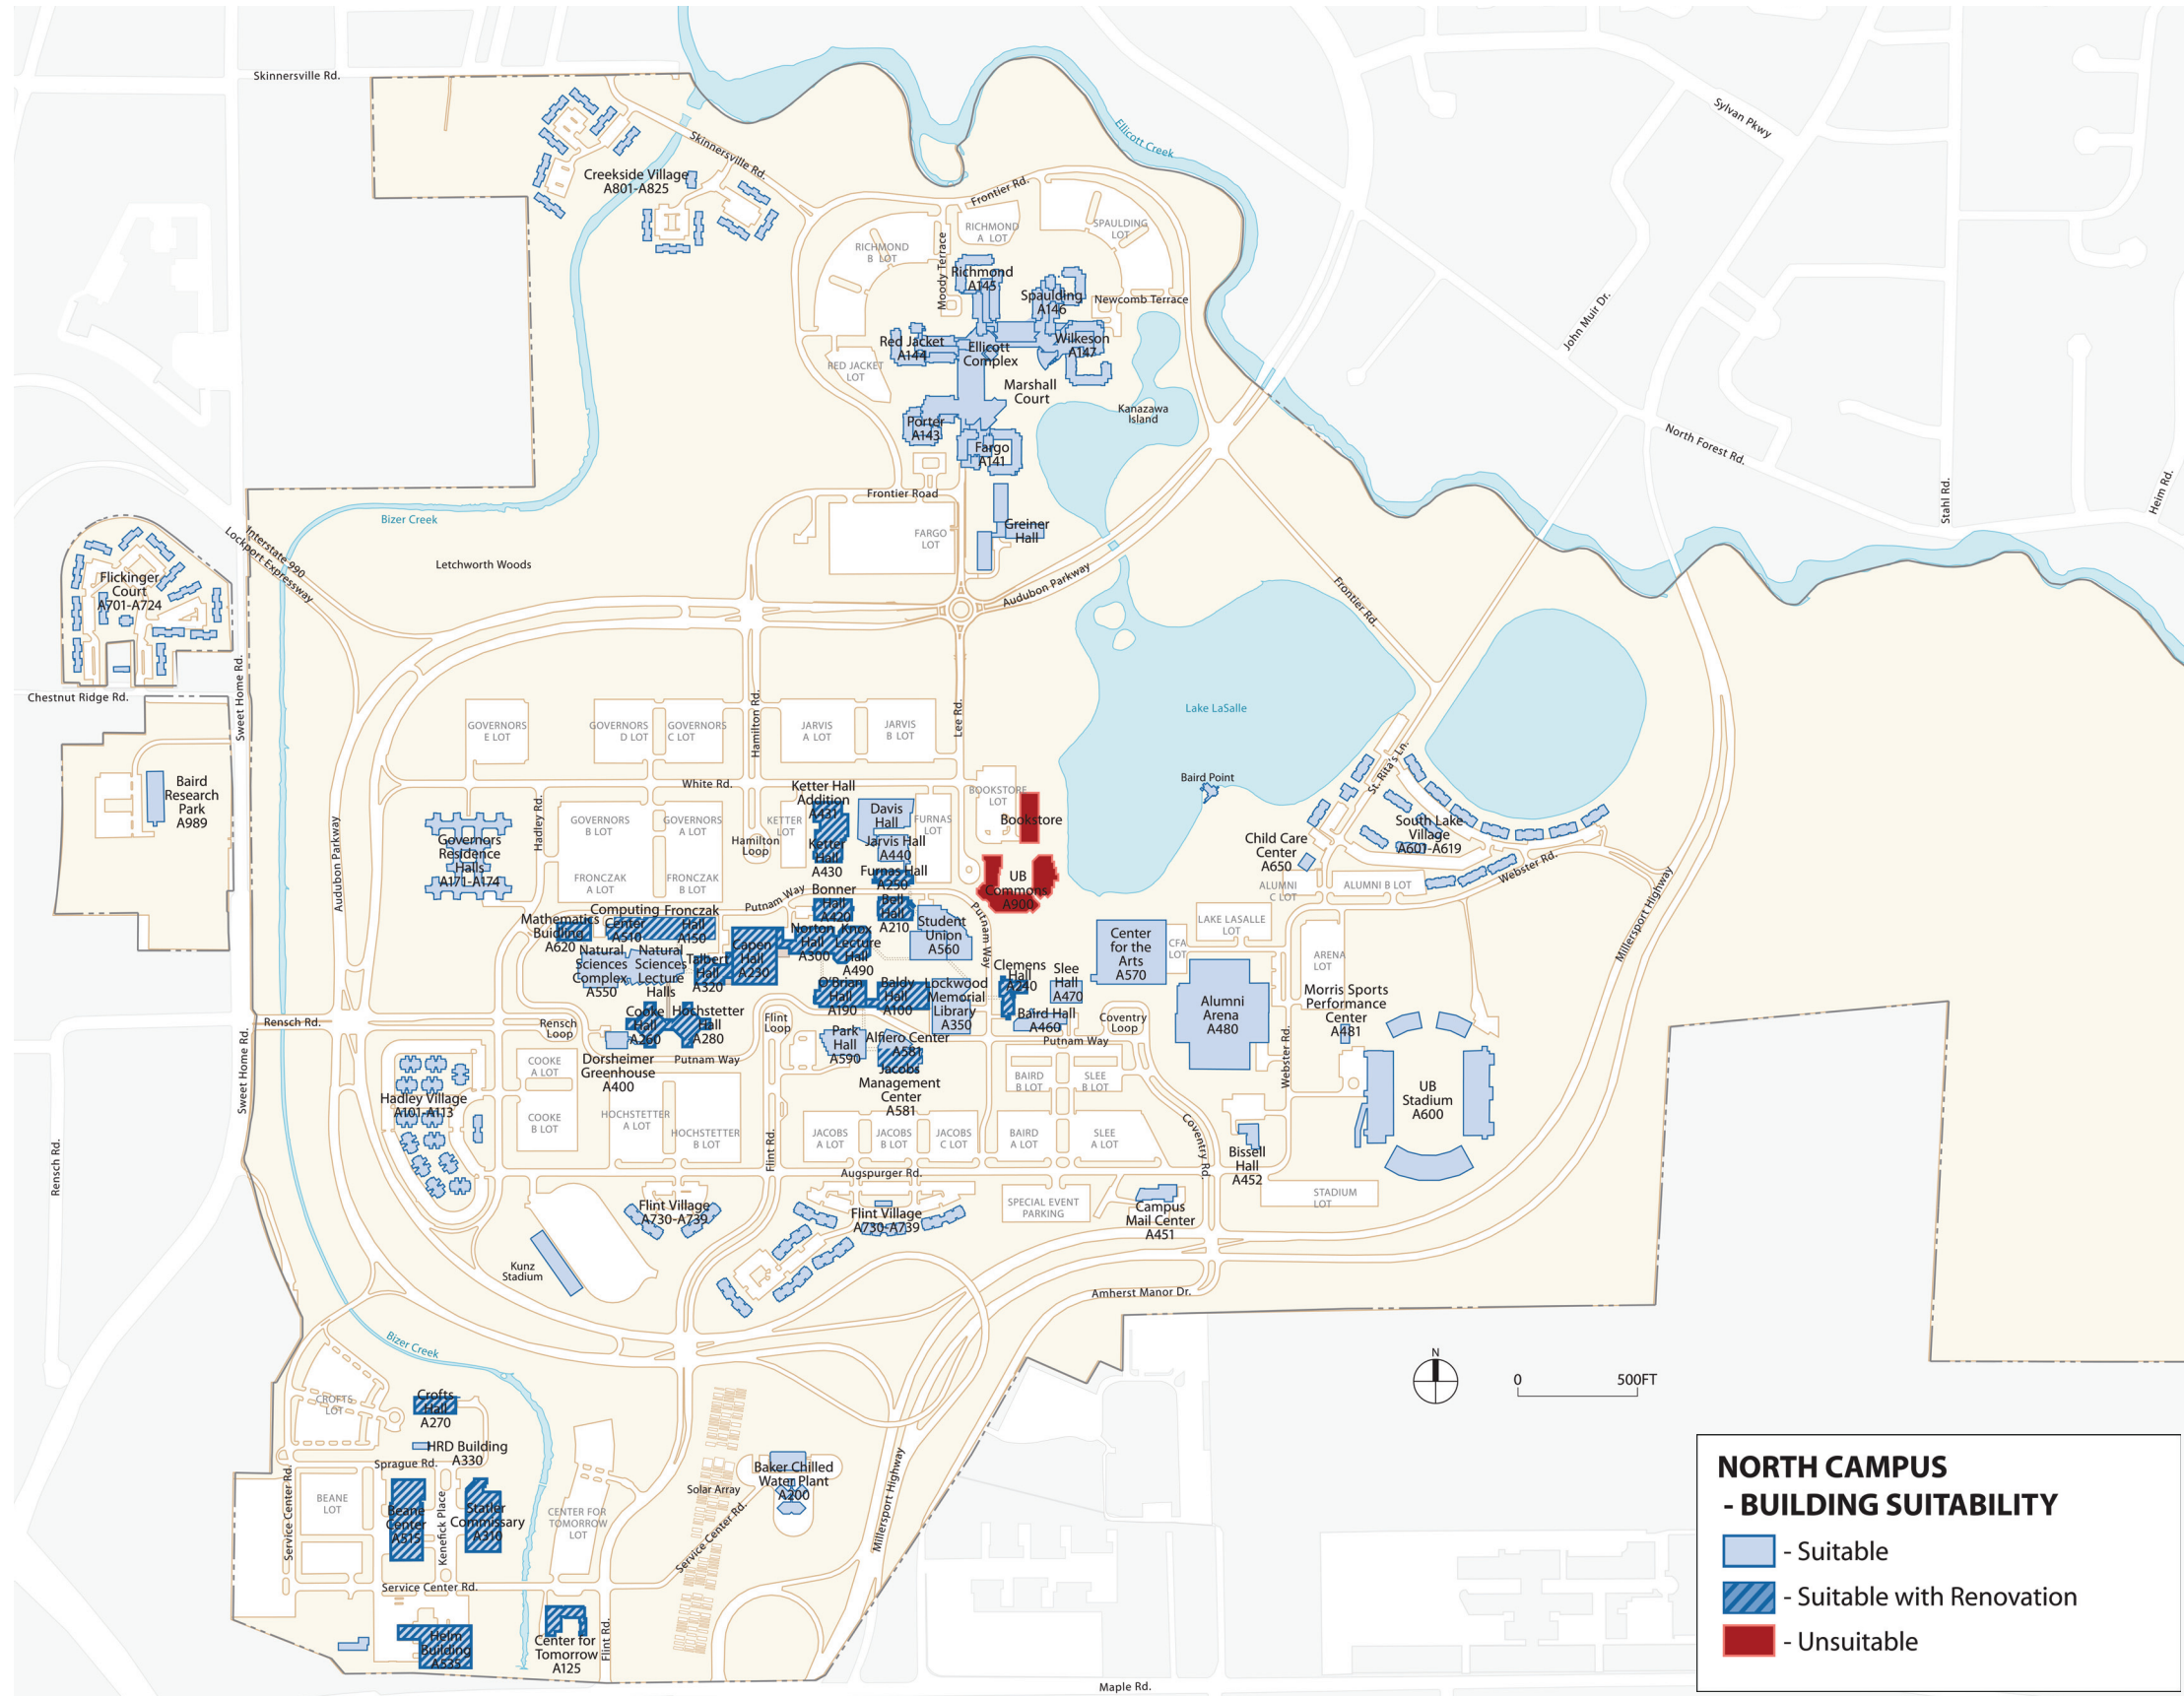 Skinnersville Rd.
Sylvan Pkwy
Ellicott Creek
Skinnersville Rd.
Creekside Village
A801-A825
Frontier Rd.
RICHMOND
A LOT
SPAULDING
LOT
RICHMOND
B LOT
Moody Terrace
Richmond
A145
Spaulding
A146
Newcomb Terrace
John Muir Dr.
Red Jacket
A144
Ellicott
Complex
Wilkeson
A147
RED JACKET
LOT
Marshall
Court
Kanazawa
Island
Porter
A143
Fargo
A141
North Forest Rd.
Stahl Rd.
Heim Rd.
Frontier Road
Bizer Creek
FARGO
LOT
Greiner
Hall
Interstate 990
Lockport Expressway
Letchworth Woods
Flickinger
Court
A701-A724
Audubon Parkway
Frontier Rd.
Sweet Home Rd.
Chestnut Ridge Rd.
Hamilton Rd.
Lee Rd.
Lake LaSalle
GOVERNORS
E LOT
GOVERNORS
D LOT
GOVERNORS
C LOT
JARVIS
A LOT
JARVIS
B LOT
St. Rita's Ln.
Baird
Research
Park
A989
White Rd.
Ketter Hall
Addition
A431
Baird Point
BOOKSTORE
LOT
Bookstore
Davis
Hall
Audubon Parkway
Hadley Rd.
GOVERNORS
B LOT
GOVERNORS
A LOT
KETTER
LOT
FURNAS
LOT
Governors
Residence
Halls
A171-A174
Hamilton
Loop
Ketter
Hall
A430
Jarvis Hall
A440
Child Care
Center
A650
South Lake
Village
A601-A619
Webster Rd.
FRONCZAK
A LOT
FRONCZAK
B LOT
Furnas Hall
A250
UB
Commons
A900
ALUMNI
C LOT
ALUMNI B LOT
Putnam Way
Bonner
Hall
A420
Bell
Hall
A210
Mathematics
Building
A620
Computing
Center
A510
Fronczak
Hall
A150
Student
Union
A560
Putnam Way
LAKE LASALLE
LOT
Millersport Highway
Natural
Sciences
Complex
A550
Natural
Sciences
Lecture
Halls
Talbert
Hall
A320
Capen
Hall
A230
Norton
Hall
A300
Knox
Lecture
Hall
A490
Center
for the
Arts
A570
CFA
LOT
ARENA
LOT
O'Brian
Hall
A190
Baldy
Hall
A100
Lockwood
Memorial
Library
A350
Clemens
Hall
A240
Slee
Hall
A470
Alumni
Arena
A480
Morris Sports
Performance
Center
A481
Rensch Rd.
Rensch
Loop
Cooke
Hall
A260
Hochstetter
Hall
A280
Flint
Loop
Baird Hall
A460
Coventry
Loop
Park
Hall
A590
Alfiero Center
A581
Putnam Way
Dorsheimer
Greenhouse
A400
Putnam Way
Jacobs
Management
Center
A581
Webster Rd.
COOKE
A LOT
BAIRD
B LOT
SLEE
B LOT
UB
Stadium
A600
Sweet Home Rd.
Hadley Village
A101-A113
COOKE
B LOT
HOCHSTETTER
A LOT
HOCHSTETTER
B LOT
Flint Rd.
JACOBS
A LOT
JACOBS
B LOT
JACOBS
C LOT
BAIRD
A LOT
SLEE
A LOT
Coventry Rd.
Bissell
Hall
A452
Rensch Rd.
Augspurger Rd.
Flint Village
A730-A739
Flint Village
A730-A739
SPECIAL EVENT
PARKING
STADIUM
LOT
Campus
Mail Center
A451
Kunz
Stadium
Amherst Manor Dr.
Bizer Creek
N
0 500FT
CROFTS
LOT
Crofts
Hall
A270
HRD Building
A330
Sprague Rd.
Service Center Rd.
BEANE
LOT
Beane
Center
A515
Kenefick Place
Statler
Commissary
A310
CENTER FOR
TOMORROW
LOT
Solar Array
Baker Chilled
Water Plant
A200
Service Center Rd.
Millersport Highway
Service Center Rd.
Helm
Building
A535
Center for
Tomorrow
A125
Flint Rd.
Maple Rd.
NORTH CAMPUS
- BUILDING SUITABILITY
- Suitable
- Suitable with Renovation
- Unsuitable